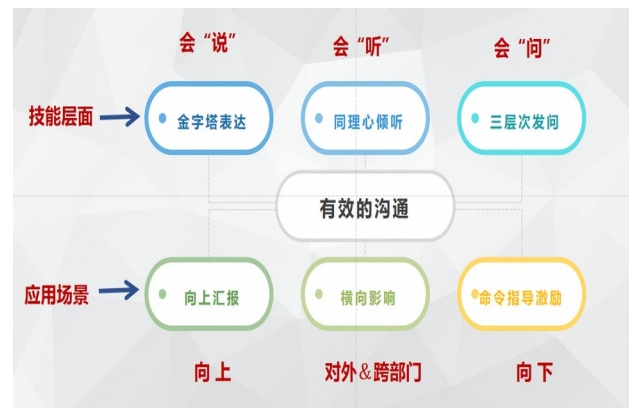 会“说”
会“听”
会“问”
技能层面
金字塔表达
同理心倾听
三层次发问
有效的沟通
应用场景
向上汇报
横向影响
命令指导激励
向上
对外&跨部门
向下